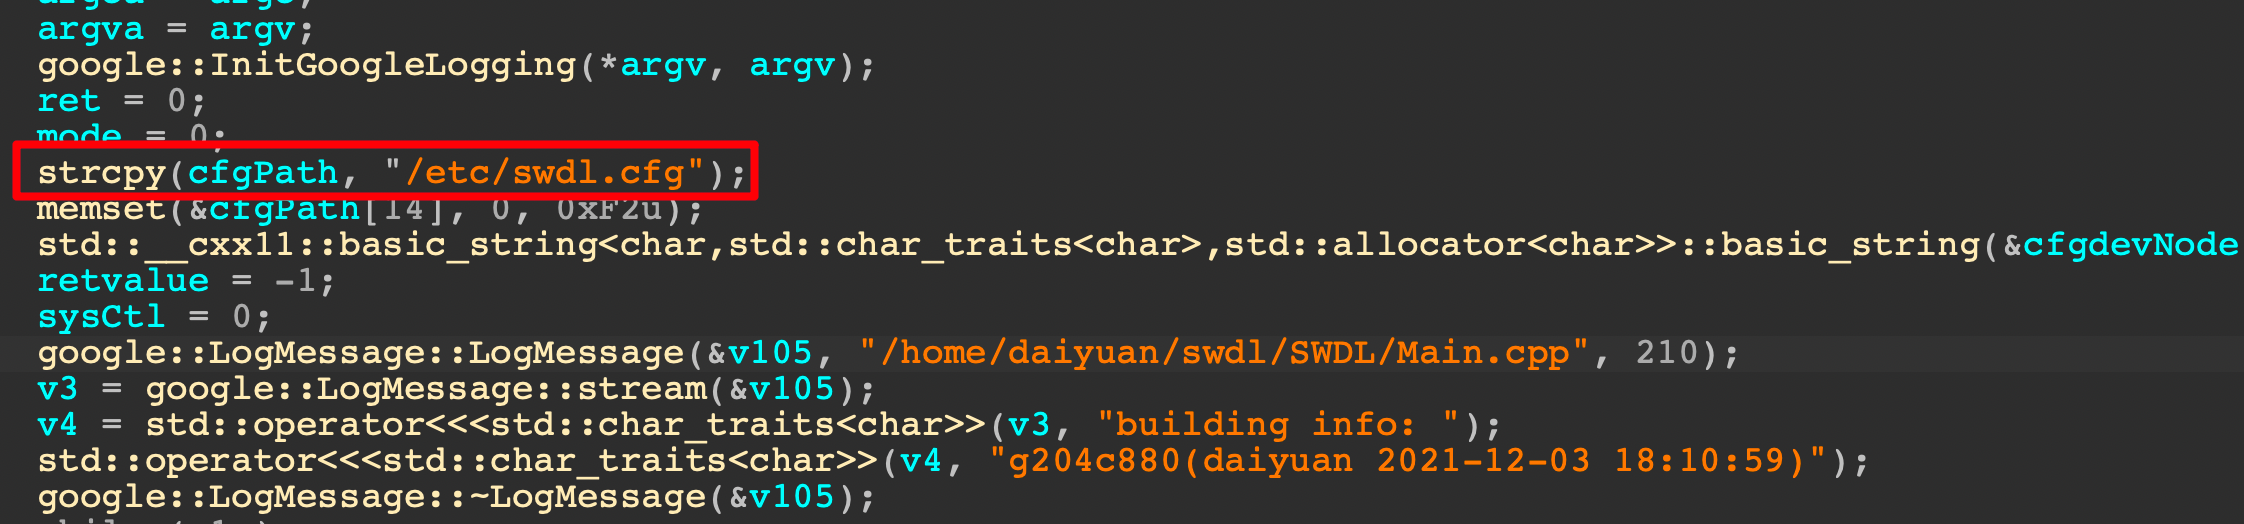 argva = argv;
google::InitGoogleLogging(*argv, argv);
ret = 0;
mode = 0;
strcpy(cfgPath, "/etc/swdl.cfg");
memset(&cfgPath[14], 0, 0xF2u);
std::__cxx11::basic_string<char,std::char_traits<char>,std::allocator<char>>::basic_string(&cfgdevNode
retvalue = -1;
sysCtl = 0;
google::LogMessage::LogMessage(&v105, "/home/daiyuan/swdl/SWDL/Main.cpp", 210);
v3 = google::LogMessage::stream(&v105);
v4 = std::operator<<<std::char_traits<char>>(v3, "building info: ");
std::operator<<<std::char_traits<char>>(v4, "g204c880(daiyuan 2021-12-03 18:10:59)");
google::LogMessage::~LogMessage(&v105);